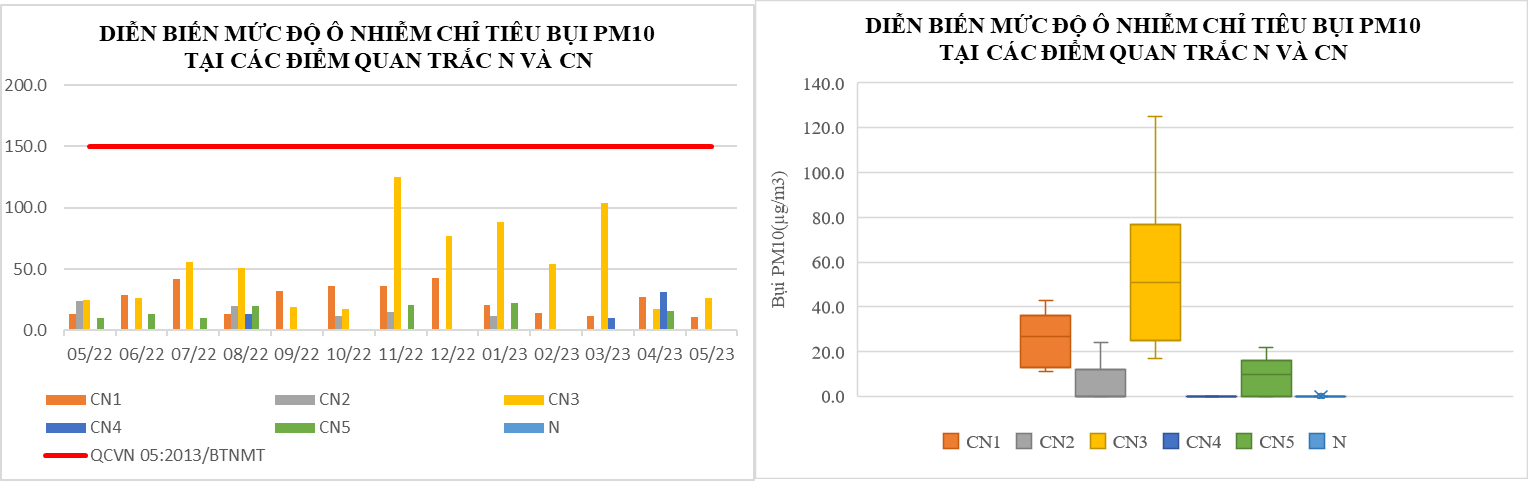 DIỄN BIẾN MỨC ĐỘ Ô NHIỄM CHỈ TIÊU BỤI PM10
TẠI CÁC ĐIỂM QUAN TRẮC N VÀ CN
200.0
150.0
100.0
50.0
0.0
05/22 06/22 07/22 08/22 09/22 10/22 11/22 12/22 01/23 02/23 03/23 04/23 05/23
CN1 CN2 CN3
CN4 CN5 N
QCVN 05:2013/BTNMT
DIỄN BIẾN MỨC ĐỘ Ô NHIỄM CHỈ TIÊU BỤI PM10
TẠI CÁC ĐIỂM QUAN TRẮC N VÀ CN
Bụi PM10(µg/m3)
140.0
120.0
100.0
80.0
60.0
40.0
20.0
0.0
CN1 CN2 CN3 CN4 CN5 N